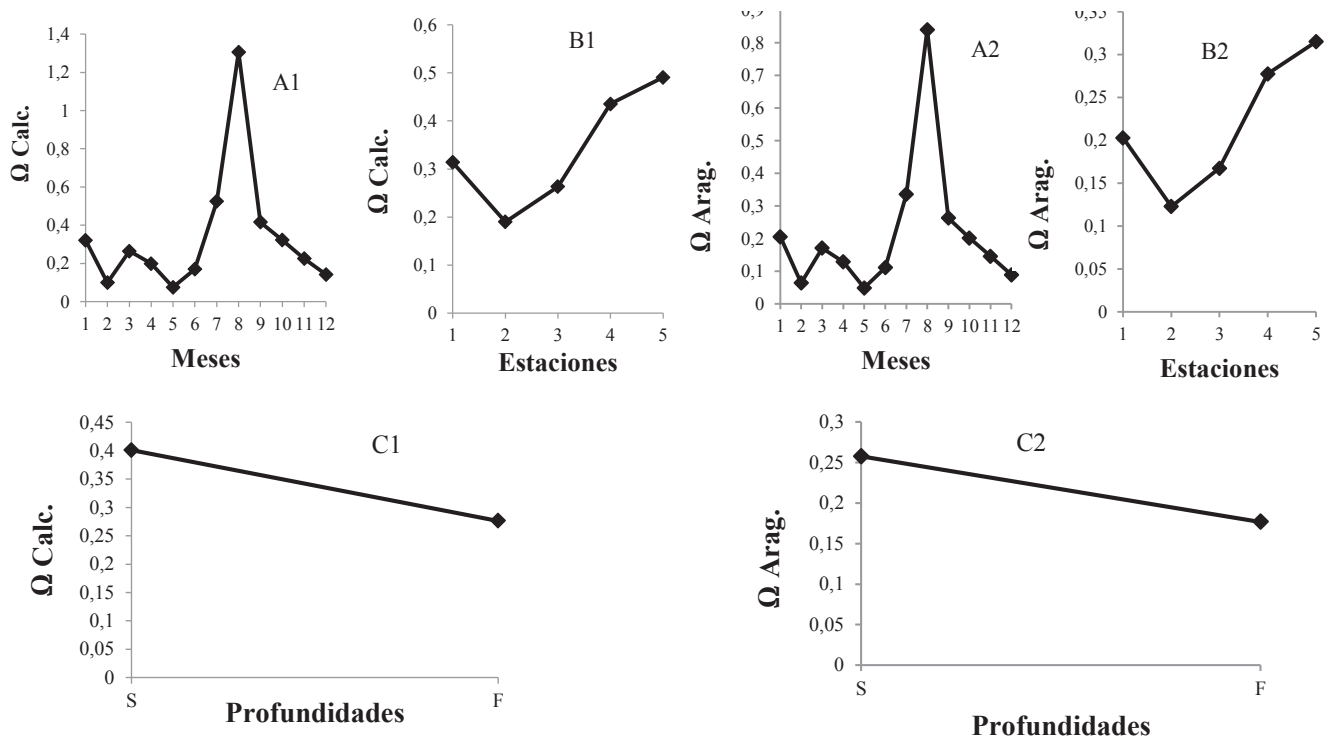 A1
Ω Calc.
1,4
1,2
1
0,8
0,6
0,4
0,2
0
1 2 3 4 5 6 7 8 9 10 11 12
Meses
B1
Ω Calc.
0,6
0,5
0,4
0,3
0,2
0,1
0
1 2 3 4 5
Estaciones
A2
Ω Arag.
0,9
0,8
0,7
0,6
0,5
0,4
0,3
0,2
0,1
0
1 2 3 4 5 6 7 8 9 10 11 12
Meses
B2
Ω Arag.
0,35
0,3
0,25
0,2
0,15
0,1
0,05
0
1 2 3 4 5
Estaciones
C1
Ω Calc.
0,45
0,4
0,35
0,3
0,25
0,2
0,15
0,1
0,05
0
S F
Profundidades
C2
Ω Arag.
0,3
0,25
0,2
0,15
0,1
0,05
0
S F
Profundidades